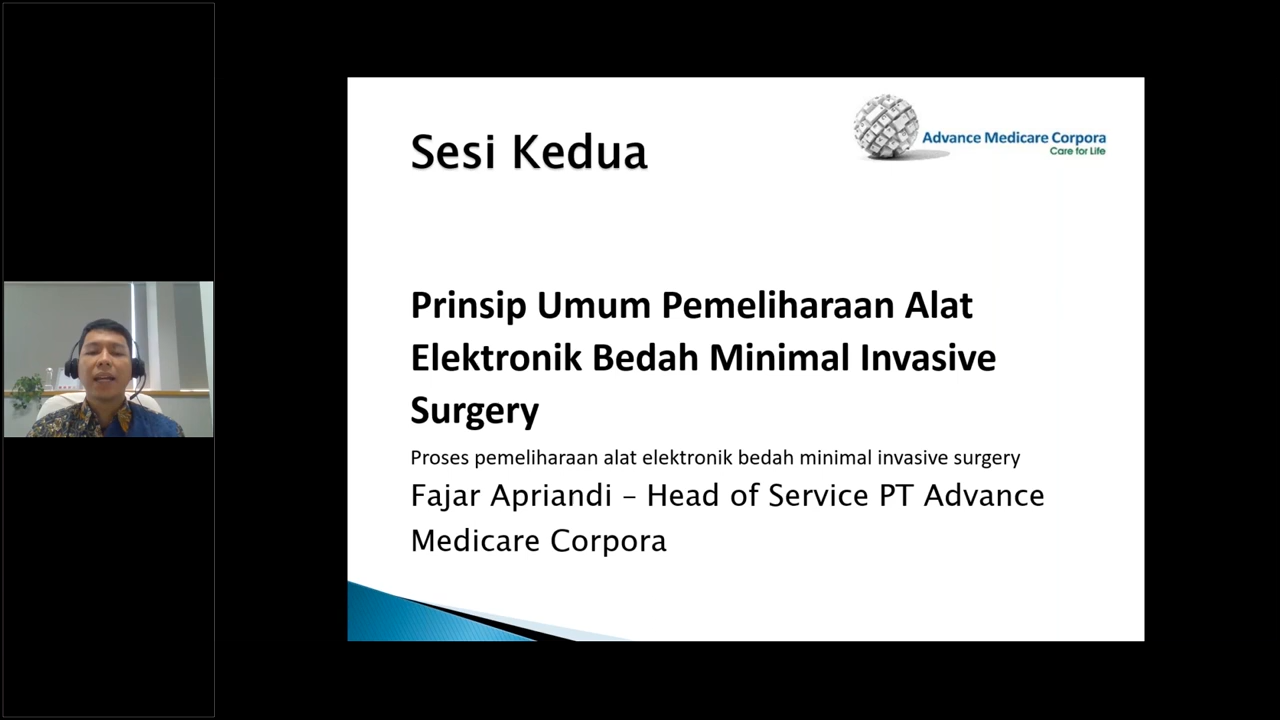 Sesi Kedua
Advance Medicare Corpora
Care for Life
Prinsip Umum Pemeliharaan Alat
Elektronik Bedah Minimal Invasive
Surgery
Proses pemeliharaan alat elektronik bedah minimal invasive surgery
Fajar Apriandi – Head of Service PT Advance
Medicare Corpora